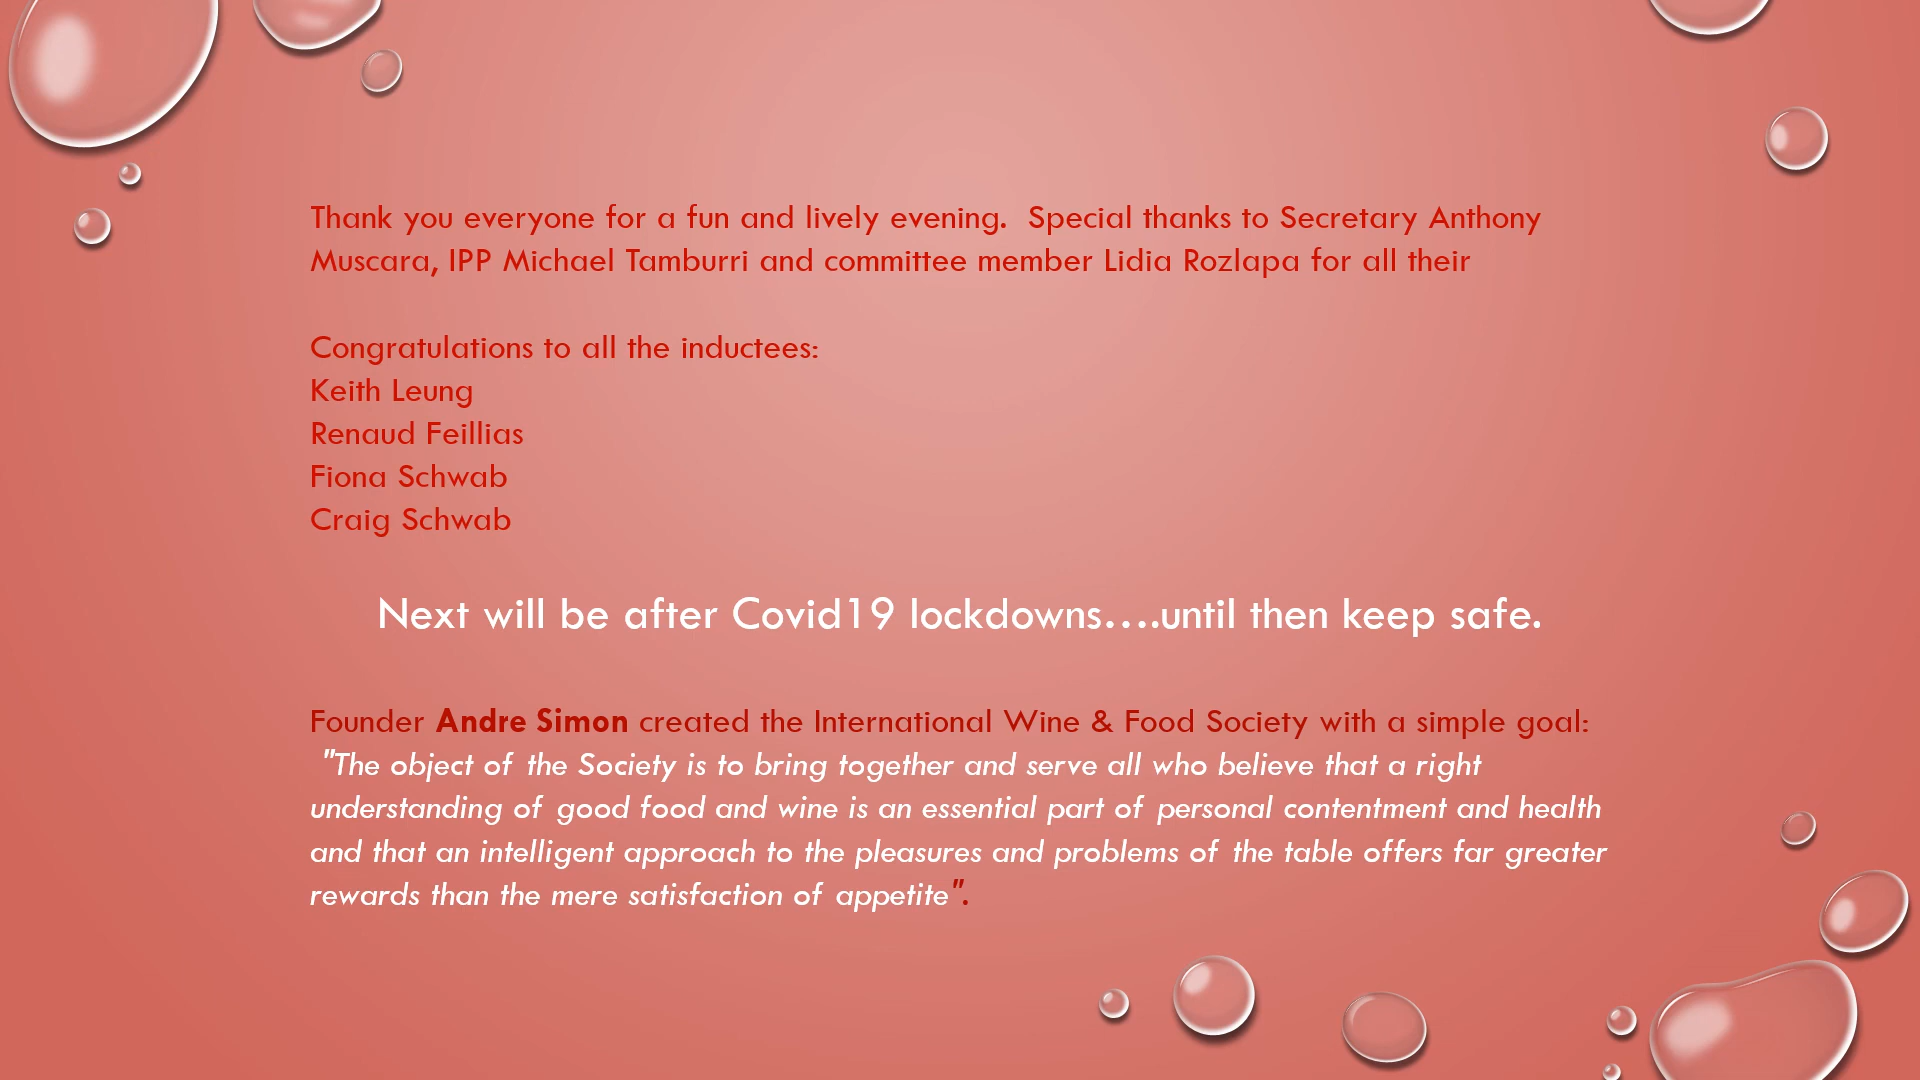 Thank you everyone for a fun and lively evening.  Special thanks to Secretary Anthony
Muscara, IPP Michael Tamburri and committee member Lidia Rozlapa for all their
Congratulations to all the inductees:
Keith Leung
Renaud Feillias
Fiona Schwab
Craig Schwab
Next will be after Covid19 lockdowns….until then keep safe.
Founder Andre Simon created the International Wine & Food Society with a simple goal:
"The object of the Society is to bring together and serve all who believe that a right
understanding of good food and wine is an essential part of personal contentment and health
and that an intelligent approach to the pleasures and problems of the table offers far greater
rewards than the mere satisfaction of appetite".